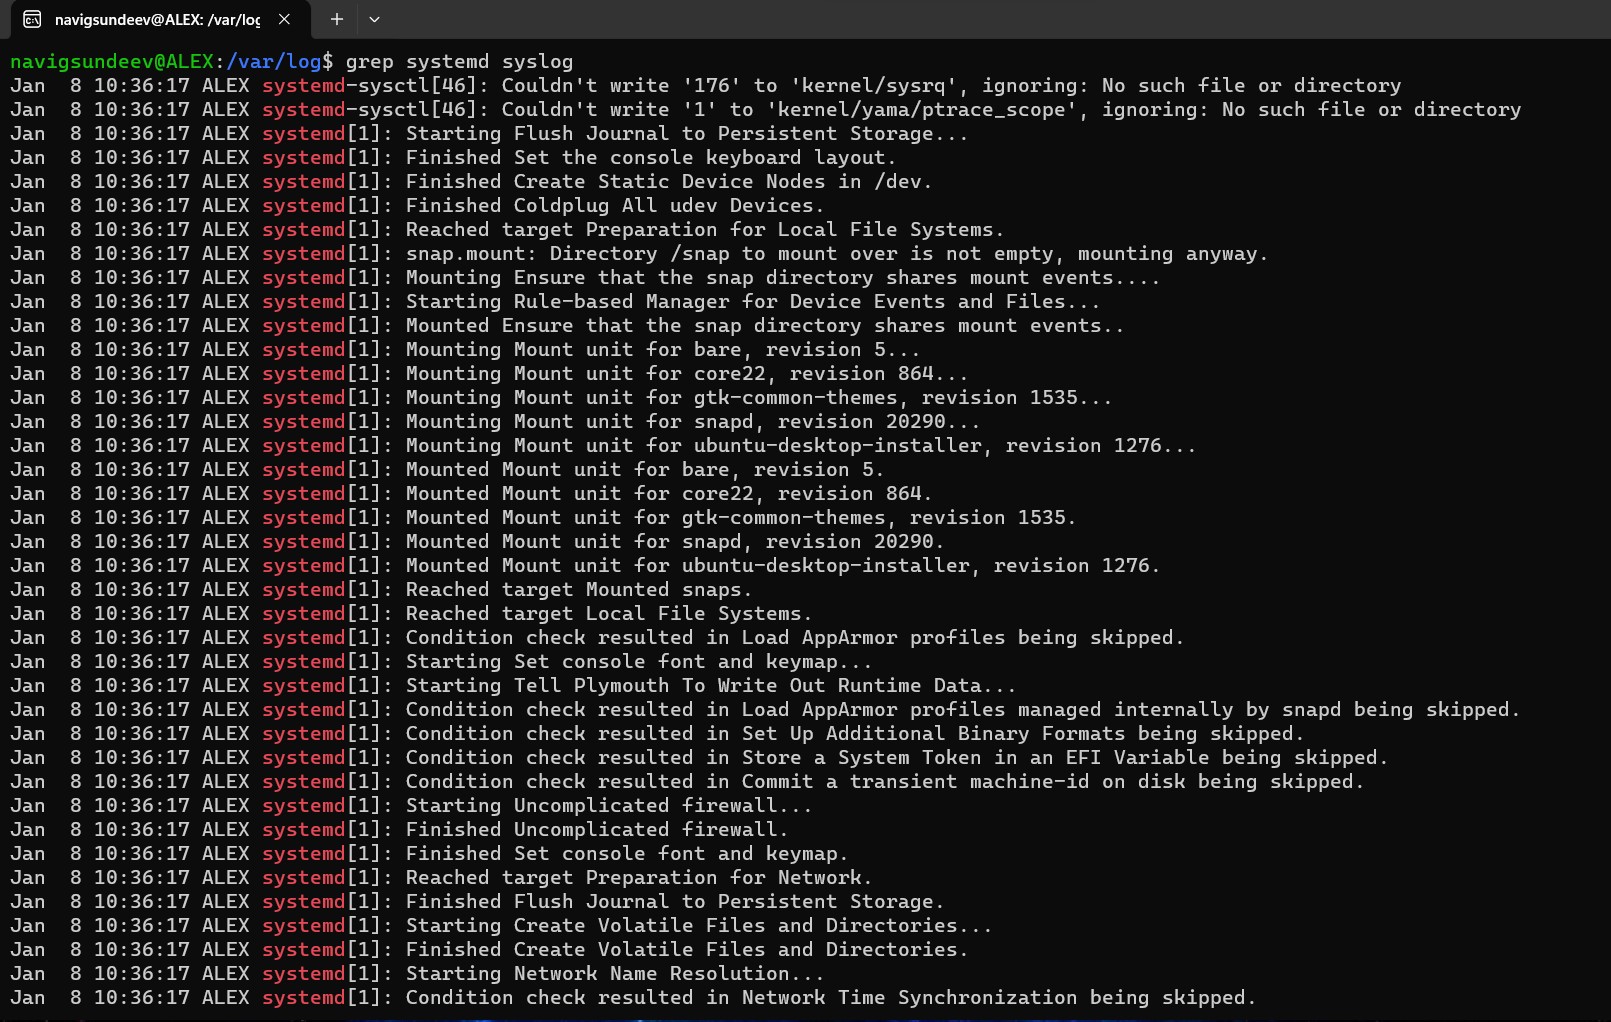 navigsundeev@ALEX: /var/log
navigsundeev@ALEX:/var/log$ grep systemd syslog
Jan  8 10:36:17 ALEX systemd-sysctl[46]: Couldn't write '176' to 'kernel/sysrq', ignoring: No such file or directory
Jan  8 10:36:17 ALEX systemd-sysctl[46]: Couldn't write '1' to 'kernel/yama/ptrace_scope', ignoring: No such file or directory
Jan  8 10:36:17 ALEX systemd[1]: Starting Flush Journal to Persistent Storage...
Jan  8 10:36:17 ALEX systemd[1]: Finished Set the console keyboard layout.
Jan  8 10:36:17 ALEX systemd[1]: Finished Create Static Device Nodes in /dev.
Jan  8 10:36:17 ALEX systemd[1]: Finished Coldplug All udev Devices.
Jan  8 10:36:17 ALEX systemd[1]: Reached target Preparation for Local File Systems.
Jan  8 10:36:17 ALEX systemd[1]: snap.mount: Directory /snap to mount over is not empty, mounting anyway.
Jan  8 10:36:17 ALEX systemd[1]: Mounting Ensure that the snap directory shares mount events....
Jan  8 10:36:17 ALEX systemd[1]: Starting Rule-based Manager for Device Events and Files...
Jan  8 10:36:17 ALEX systemd[1]: Mounted Ensure that the snap directory shares mount events..
Jan  8 10:36:17 ALEX systemd[1]: Mounting Mount unit for bare, revision 5...
Jan  8 10:36:17 ALEX systemd[1]: Mounting Mount unit for core22, revision 864...
Jan  8 10:36:17 ALEX systemd[1]: Mounting Mount unit for gtk-common-themes, revision 1535...
Jan  8 10:36:17 ALEX systemd[1]: Mounting Mount unit for snapd, revision 20290...
Jan  8 10:36:17 ALEX systemd[1]: Mounting Mount unit for ubuntu-desktop-installer, revision 1276...
Jan  8 10:36:17 ALEX systemd[1]: Mounted Mount unit for bare, revision 5.
Jan  8 10:36:17 ALEX systemd[1]: Mounted Mount unit for core22, revision 864.
Jan  8 10:36:17 ALEX systemd[1]: Mounted Mount unit for gtk-common-themes, revision 1535.
Jan  8 10:36:17 ALEX systemd[1]: Mounted Mount unit for snapd, revision 20290.
Jan  8 10:36:17 ALEX systemd[1]: Mounted Mount unit for ubuntu-desktop-installer, revision 1276.
Jan  8 10:36:17 ALEX systemd[1]: Reached target Mounted snaps.
Jan  8 10:36:17 ALEX systemd[1]: Reached target Local File Systems.
Jan  8 10:36:17 ALEX systemd[1]: Condition check resulted in Load AppArmor profiles being skipped.
Jan  8 10:36:17 ALEX systemd[1]: Starting Set console font and keymap...
Jan  8 10:36:17 ALEX systemd[1]: Starting Tell Plymouth To Write Out Runtime Data...
Jan  8 10:36:17 ALEX systemd[1]: Condition check resulted in Load AppArmor profiles managed internally by snapd being skipped.
Jan  8 10:36:17 ALEX systemd[1]: Condition check resulted in Set Up Additional Binary Formats being skipped.
Jan  8 10:36:17 ALEX systemd[1]: Condition check resulted in Store a System Token in an EFI Variable being skipped.
Jan  8 10:36:17 ALEX systemd[1]: Condition check resulted in Commit a transient machine-id on disk being skipped.
Jan  8 10:36:17 ALEX systemd[1]: Starting Uncomplicated firewall...
Jan  8 10:36:17 ALEX systemd[1]: Finished Uncomplicated firewall.
Jan  8 10:36:17 ALEX systemd[1]: Finished Set console font and keymap.
Jan  8 10:36:17 ALEX systemd[1]: Reached target Preparation for Network.
Jan  8 10:36:17 ALEX systemd[1]: Finished Flush Journal to Persistent Storage.
Jan  8 10:36:17 ALEX systemd[1]: Starting Create Volatile Files and Directories...
Jan  8 10:36:17 ALEX systemd[1]: Finished Create Volatile Files and Directories.
Jan  8 10:36:17 ALEX systemd[1]: Starting Network Name Resolution...
Jan  8 10:36:17 ALEX systemd[1]: Condition check resulted in Network Time Synchronization being skipped.